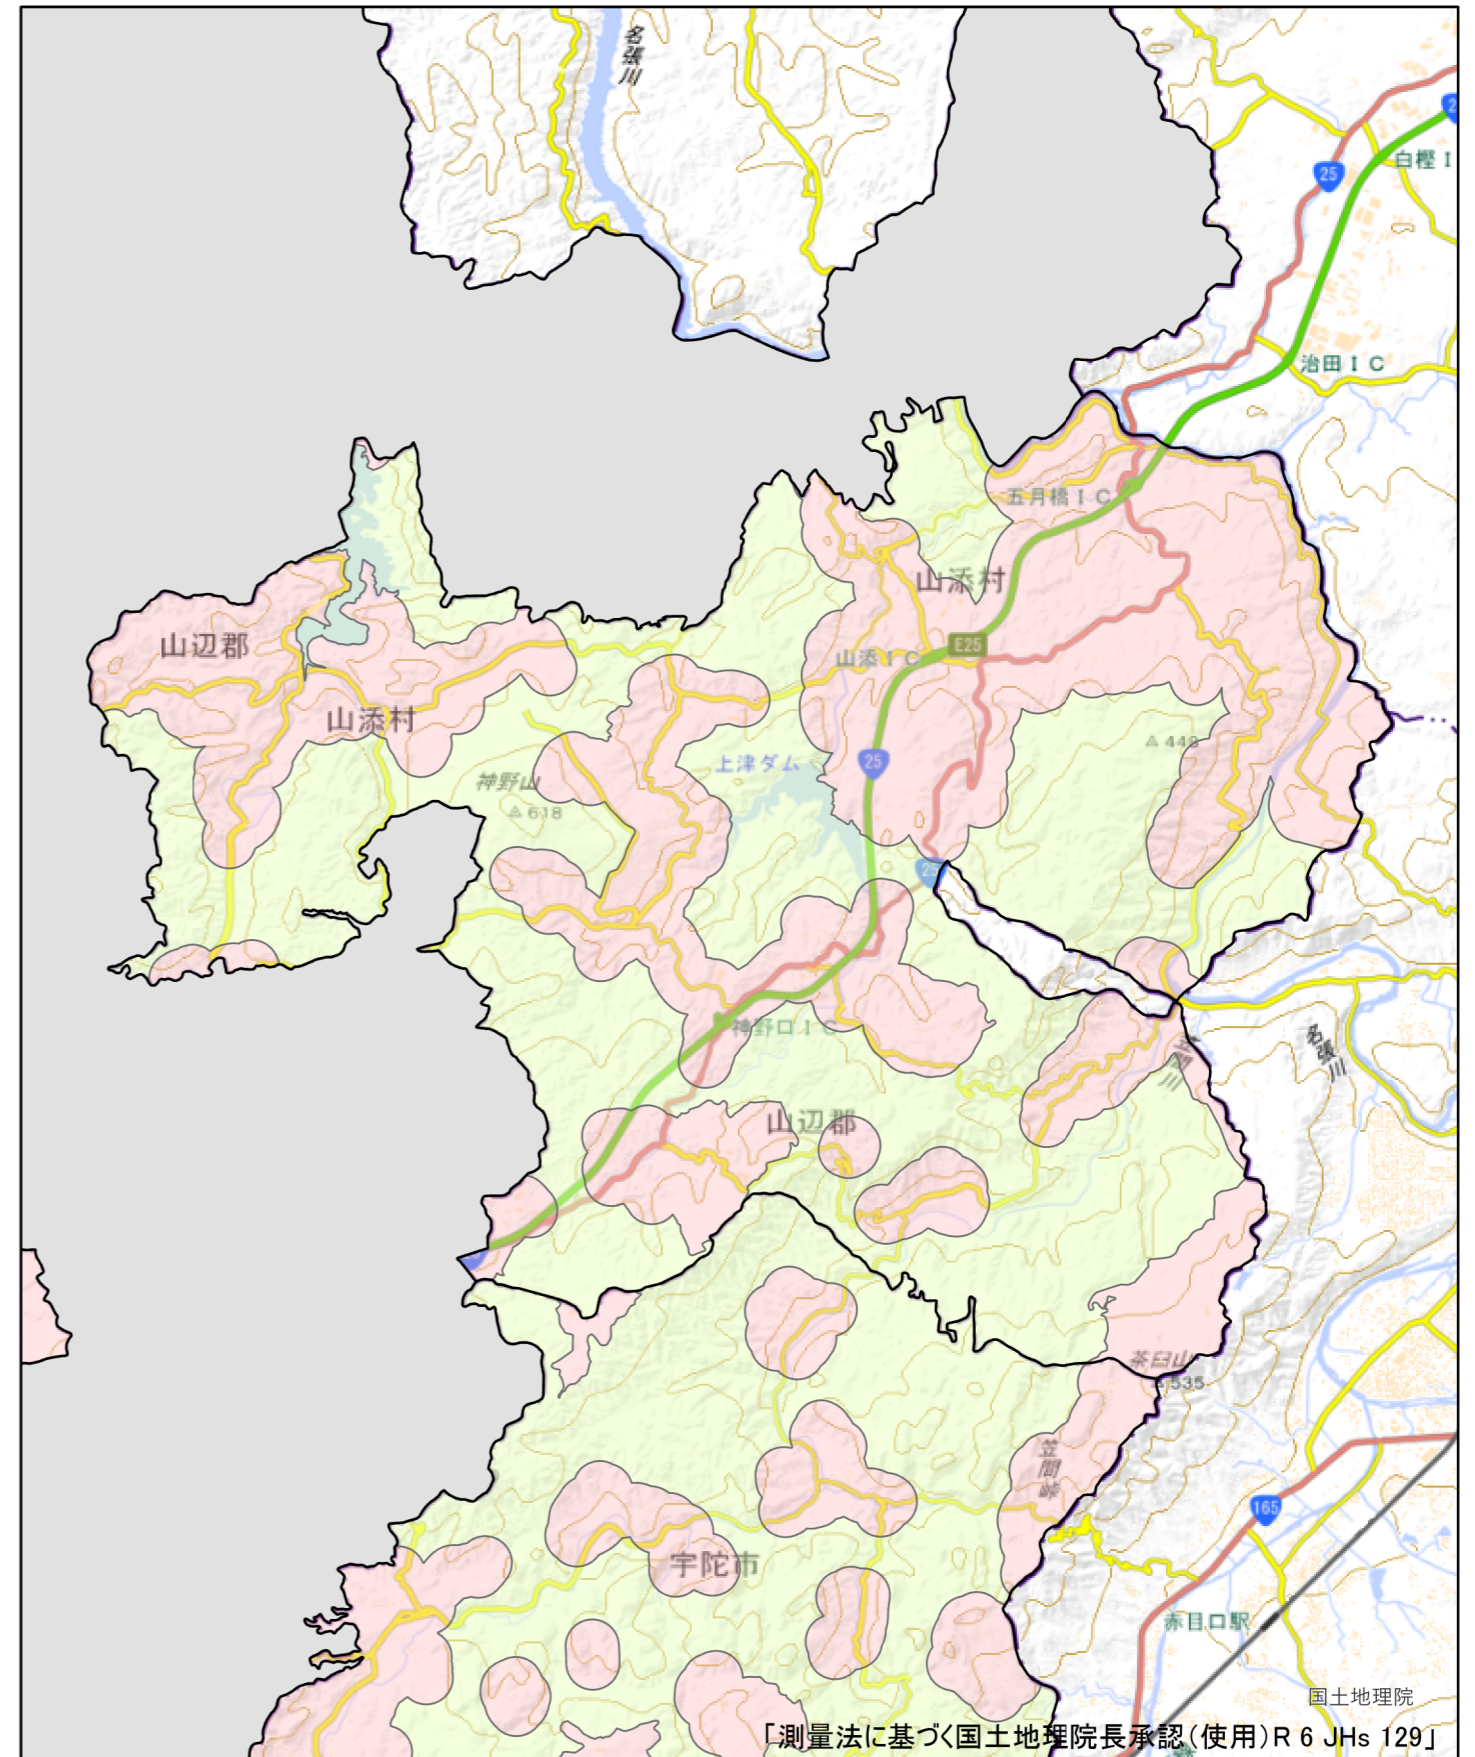 名張川
25
白樫I
25
治田IC
五月橋IC
山添村
山辺郡
E25
山添IC
山添村
上津ダム
25
448
神野山
618
25
神野口IC
名張川
笠間川
山辺郡
茶臼山
535
笠間峠
165
宇陀市
赤目口駅
国土地理院
「測量法に基づく国土地理院長承認(使用)R 6 JHs 129」